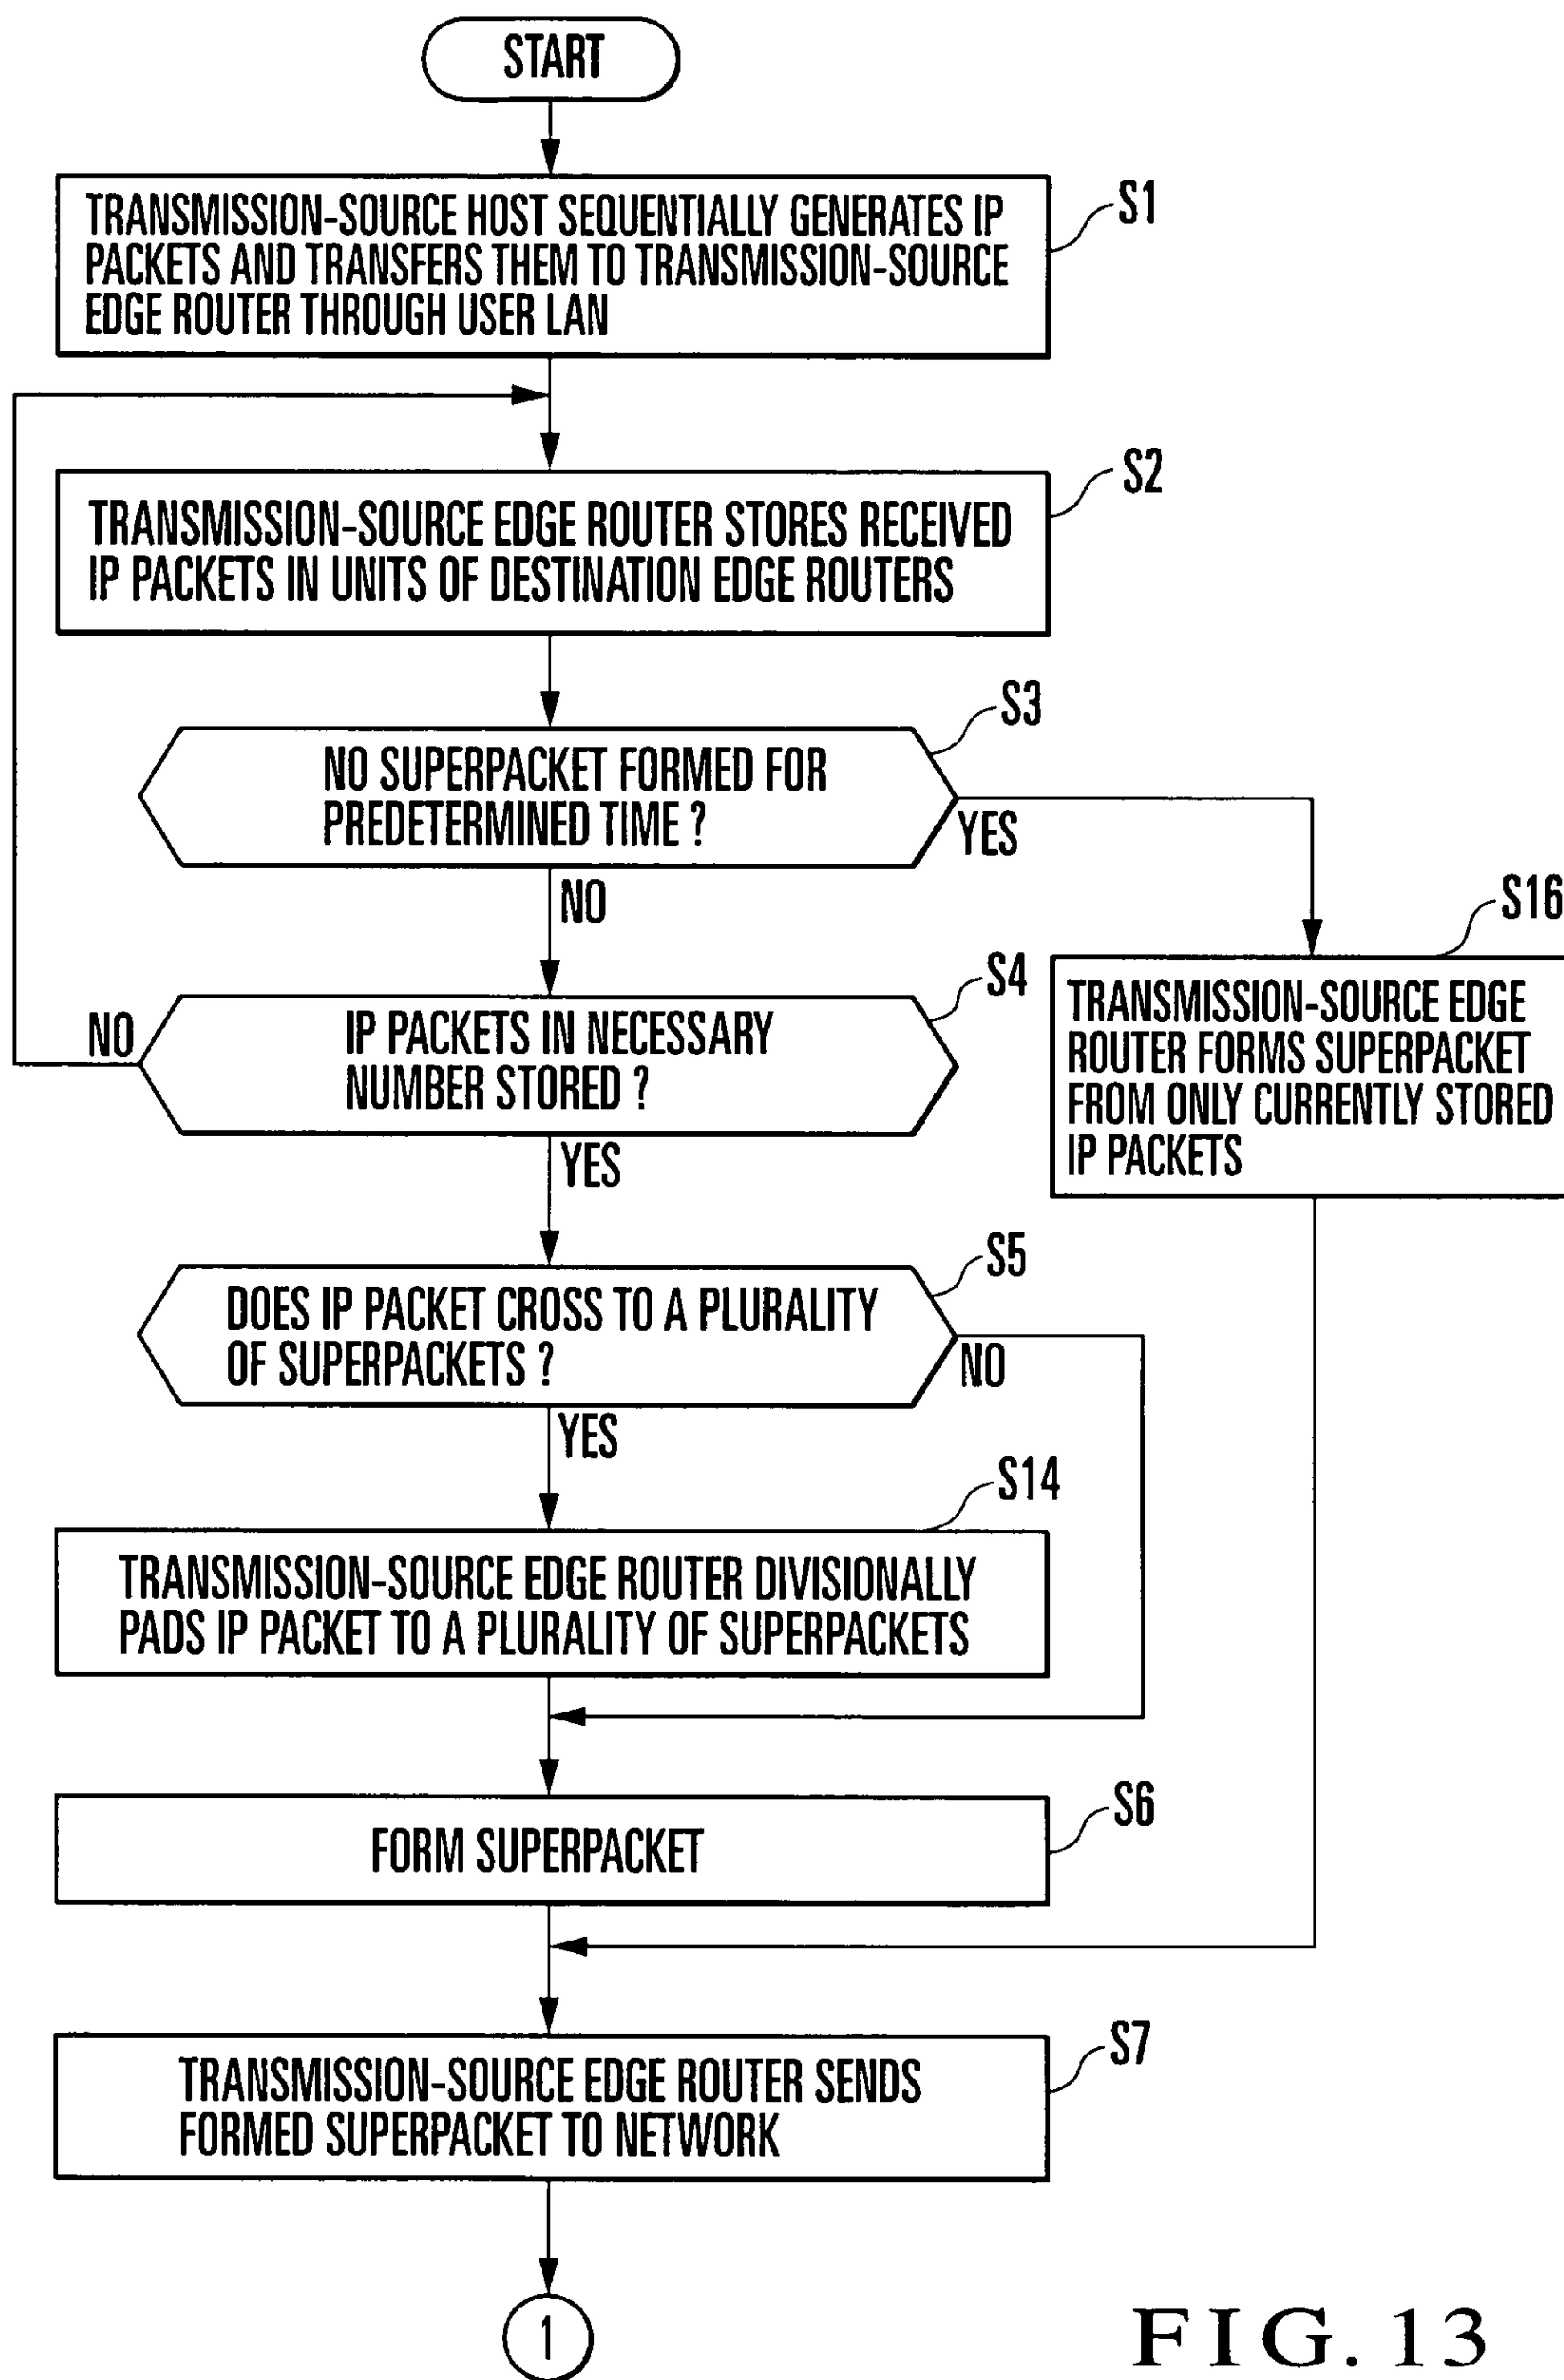 START
S1
TRANSMISSION-SOURCE HOST SEQUENTIALLY GENERATES IP
PACKETS AND TRANSFERS THEM TO TRANSMISSION-SOURCE
EDGE ROUTER THROUGH USER LAN
S2
TRANSMISSION-SOURCE EDGE ROUTER STORES RECEIVED
IP PACKETS IN UNITS OF DESTINATION EDGE ROUTERS
S3
NO SUPERPACKET FORMED FOR
PREDETERMINED TIME ?
YES
NO
S16
TRANSMISSION-SOURCE EDGE
ROUTER FORMS SUPERPACKET
FROM ONLY CURRENTLY STORED
IP PACKETS
S4
NO
IP PACKETS IN NECESSARY
NUMBER STORED ?
YES
S5
DOES IP PACKET CROSS TO A PLURALITY
OF SUPERPACKETS ?
NO
YES
S14
TRANSMISSION-SOURCE EDGE ROUTER DIVISIONALLY
PADS IP PACKET TO A PLURALITY OF SUPERPACKETS
S6
FORM SUPERPACKET
S7
TRANSMISSION-SOURCE EDGE ROUTER SENDS
FORMED SUPERPACKET TO NETWORK
1
FIG. 13